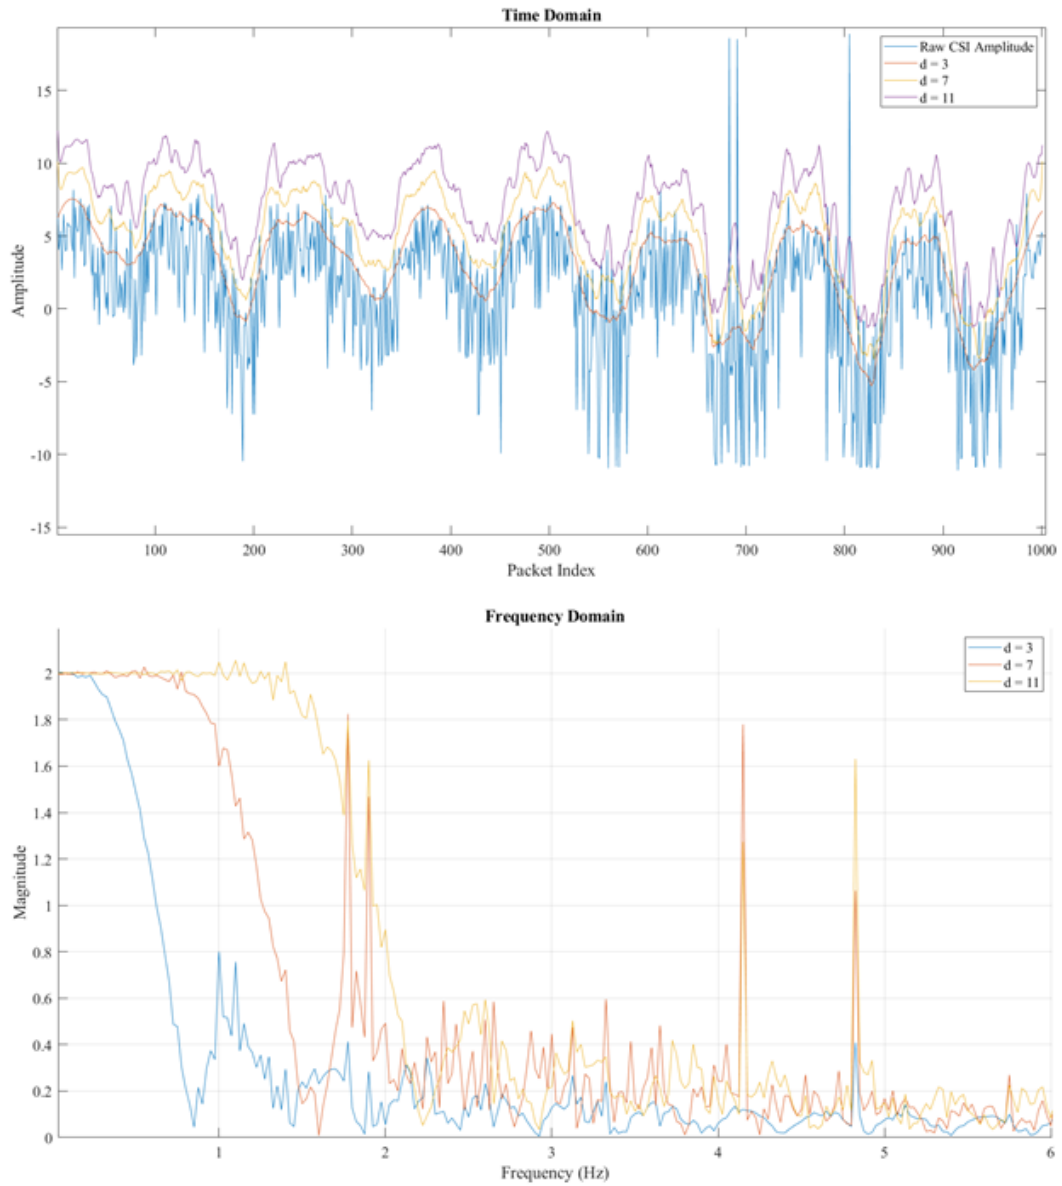 Time Domain
Raw CSI Amplitude
d = 3
d = 7
d = 11
15
10
5
0
-5
-10
-15
Amplitude
100 200 300 400 500 600 700 800 900 1000
Packet Index
Frequency Domain
d = 3
d = 7
d = 11
2
1.8
1.6
1.4
1.2
1
0.8
0.6
0.4
0.2
0
Magnitude
1 2 3 4 5 6
Frequency (Hz)